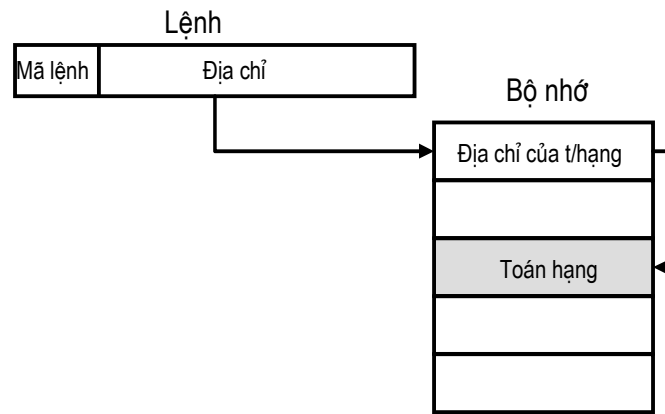 Lệnh
Mã lệnh
Địa chỉ
Bộ nhớ
Địa chỉ của t/hạng
Toán hạng